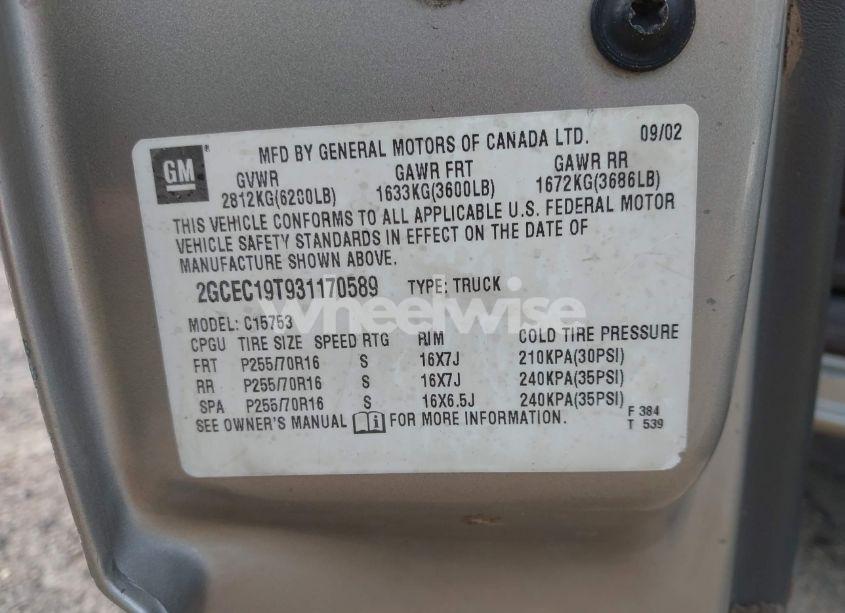 GM
MFD BY GENERAL MOTORS OF CANADA LTD. 09/02
GVWR GAWR FRT GAWR RR
2812KG(6200LB) 1633KG(3600LB) 1672KG(3686LB)
THIS VEHICLE CONFORMS TO ALL APPLICABLE U.S. FEDERAL MOTOR
VEHICLE SAFETY STANDARDS IN EFFECT ON THE DATE OF
MANUFACTURE SHOWN ABOVE.
2GCEC19T931170589 TYPE: TRUCK
wheelwise
MODEL: C15753
CPGU TIRE SIZE SPEED RTG RIM COLD TIRE PRESSURE
FRT P255/70R16 S 16X7J 210KPA(30PSI)
RR P255/70R16 S 16X7J 240KPA(35PSI)
SPA P255/70R16 S 16X6.5J 240KPA(35PSI)
SEE OWNER'S MANUAL FOR MORE INFORMATION.
F 384
T 539